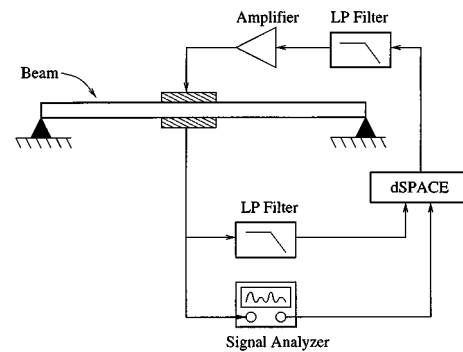 Amplifier
LP Filter
Beam
dSPACE
LP Filter
Signal Analyzer